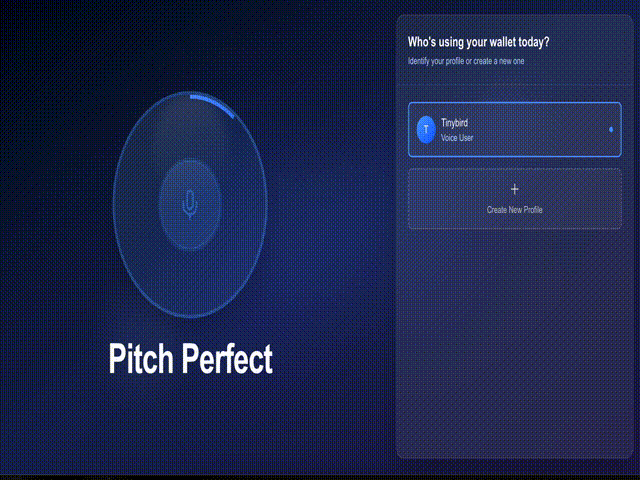 Who's using your wallet today?
Identify your profile or create a new one
T
Tinybird
Voice User
+
Create New Profile
Pitch Perfect